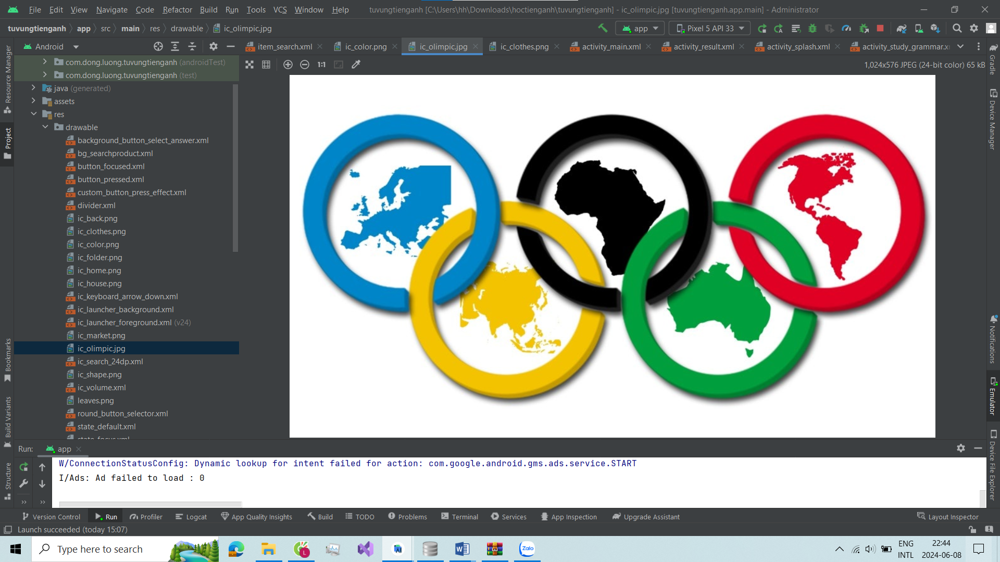 File Edit View Navigate Code Refactor Build Run Tools VCS Window Help tuvungtienganh [C:\Users\hh\Downloads\hoctienganh\tuvungtienganh] - ic_olimpic.jpg [tuvungtienganh.app.main] - Administrator
tuvungtienganh app src main res drawable ic_olimpic.jpg app Pixel 5 API 33
Android item_search.xml ic_color.png ic_olimpic.jpg ic_clothes.png activity_main.xml activity_result.xml activity_splash.xml activity_study_grammar.x
1:1 1,024x576 JPEG (24-bit color) 65 kB
com.dong.luong.tuvungtienganh (androidTest)
com.dong.luong.tuvungtienganh (test)
java (generated)
assets
res
drawable
background_button_select_answer.xml
bg_searchproduct.xml
button_focused.xml
button_pressed.xml
custom_button_press_effect.xml
divider.xml
ic_back.png
ic_clothes.png
ic_color.png
ic_folder.png
ic_home.png
ic_house.png
ic_keyboard_arrow_down.xml
ic_launcher_background.xml
ic_launcher_foreground.xml (v24)
ic_market.png
ic_olimpic.jpg
ic_search_24dp.xml
ic_shape.png
ic_volume.xml
leaves.png
round_button_selector.xml
state_default.xml
state_focus.xml
Resource Manager
Project
Bookmarks
Build Variants
Structure
Gradle
Device Manager
Notifications
Emulator
Device File Explorer
Run: app
W/ConnectionStatusConfig: Dynamic lookup for intent failed for action: com.google.android.gms.ads.service.START
I/Ads: Ad failed to load : 0
Version Control Run Profiler Logcat App Quality Insights Build TODO Problems Terminal Services App Inspection Upgrade Assistant Layout Inspector
Launch succeeded (today 15:07)
Type here to search L Zalo ENG 22:44
INTL 2024-06-08